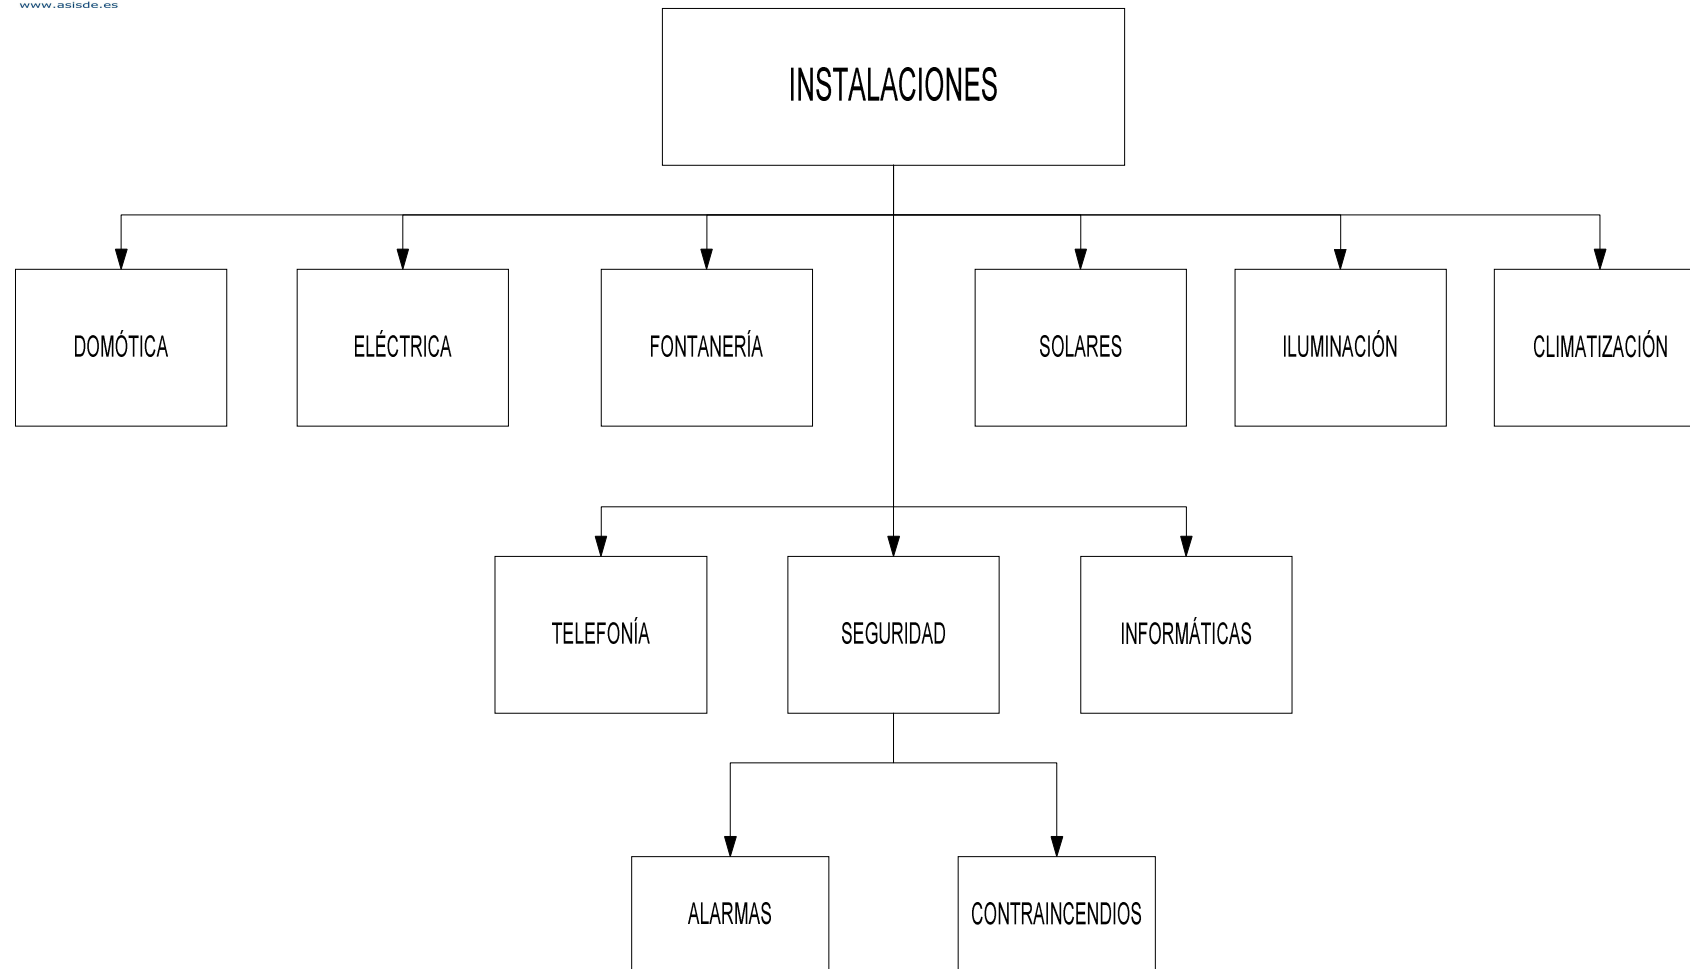 www.asisde.es
INSTALACIONES
DOMÓTICA
ELÉCTRICA
FONTANERÍA
SOLARES
ILUMINACIÓN
CLIMATIZACIÓN
TELEFONÍA
SEGURIDAD
INFORMÁTICAS
ALARMAS
CONTRAINCENDIOS